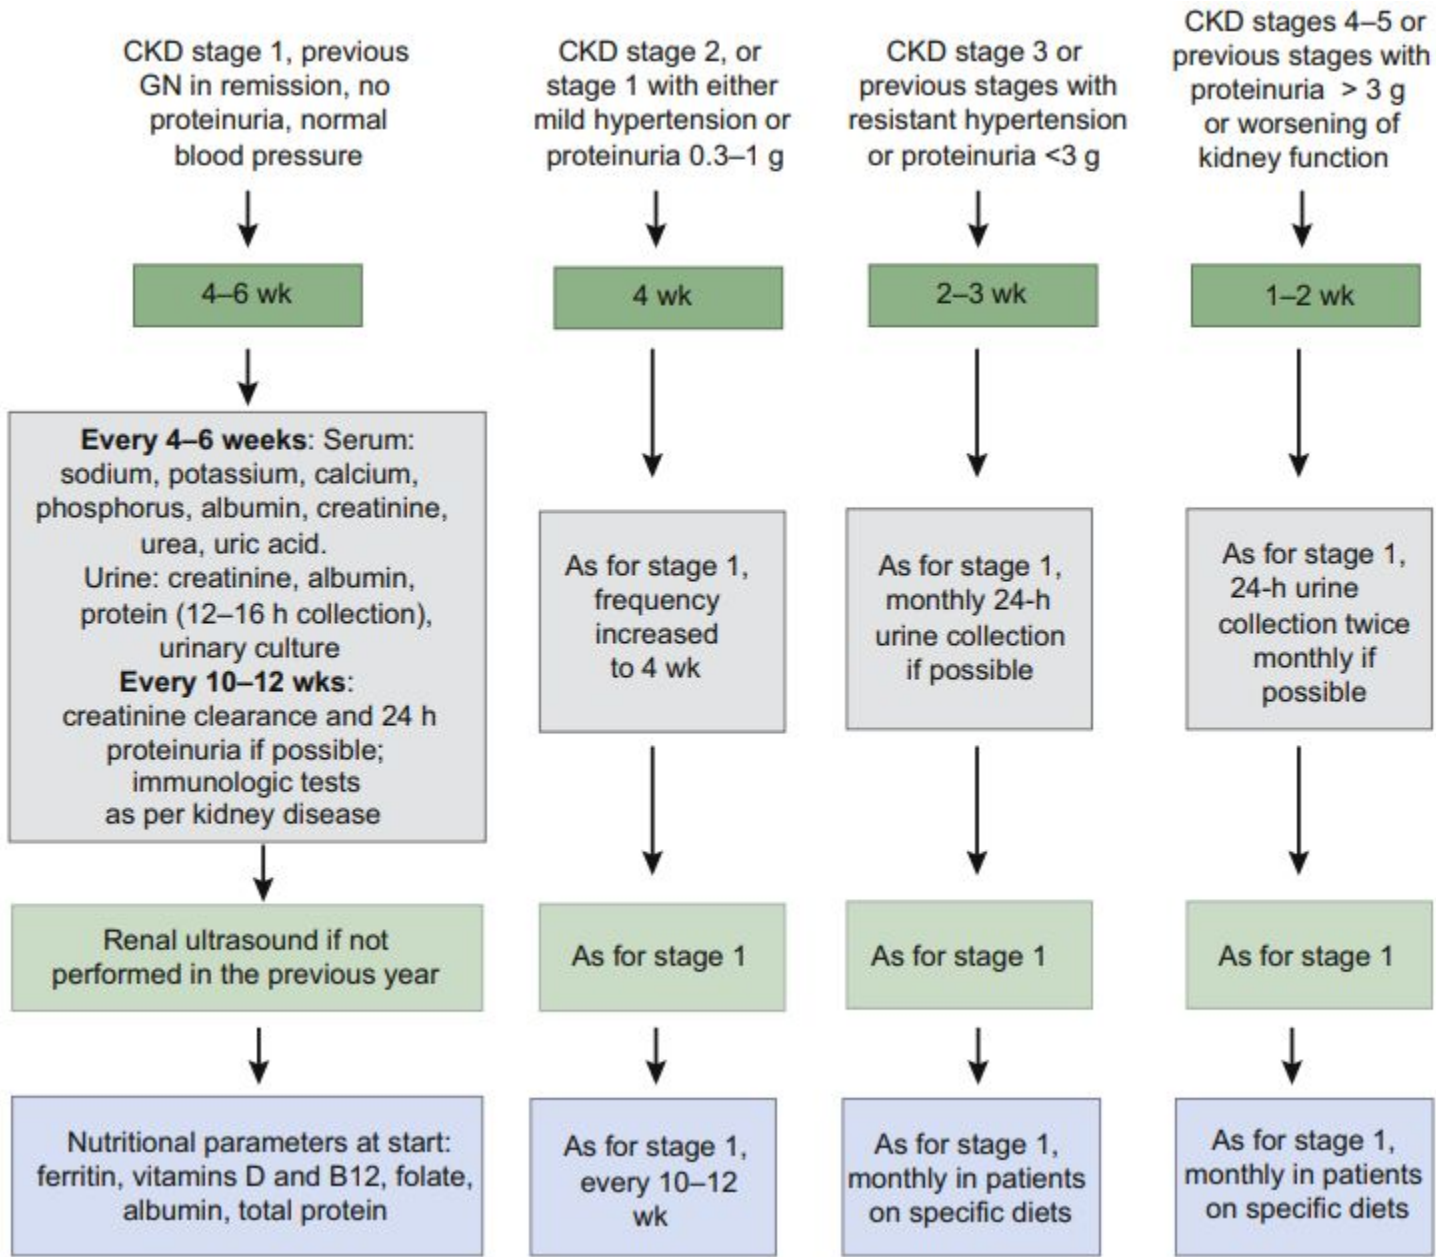 CKD stage 1, previous
GN in remission, no
proteinuria, normal
blood pressure
4–6 wk
Every 4–6 weeks: Serum:
sodium, potassium, calcium,
phosphorus, albumin, creatinine,
urea, uric acid.
Urine: creatinine, albumin,
protein (12–16 h collection),
urinary culture
Every 10–12 wks:
creatinine clearance and 24 h
proteinuria if possible;
immunologic tests
as per kidney disease
Renal ultrasound if not
performed in the previous year
Nutritional parameters at start:
ferritin, vitamins D and B12, folate,
albumin, total protein
CKD stage 2, or
stage 1 with either
mild hypertension or
proteinuria 0.3–1 g
4 wk
As for stage 1,
frequency
increased
to 4 wk
As for stage 1
As for stage 1,
every 10–12
wk
CKD stage 3 or
previous stages with
resistant hypertension
or proteinuria <3 g
2–3 wk
As for stage 1,
monthly 24-h
urine collection
if possible
As for stage 1
As for stage 1,
monthly in patients
on specific diets
CKD stages 4–5 or
previous stages with
proteinuria > 3 g
or worsening of
kidney function
1–2 wk
As for stage 1,
24-h urine
collection twice
monthly if
possible
As for stage 1
As for stage 1,
monthly in patients
on specific diets